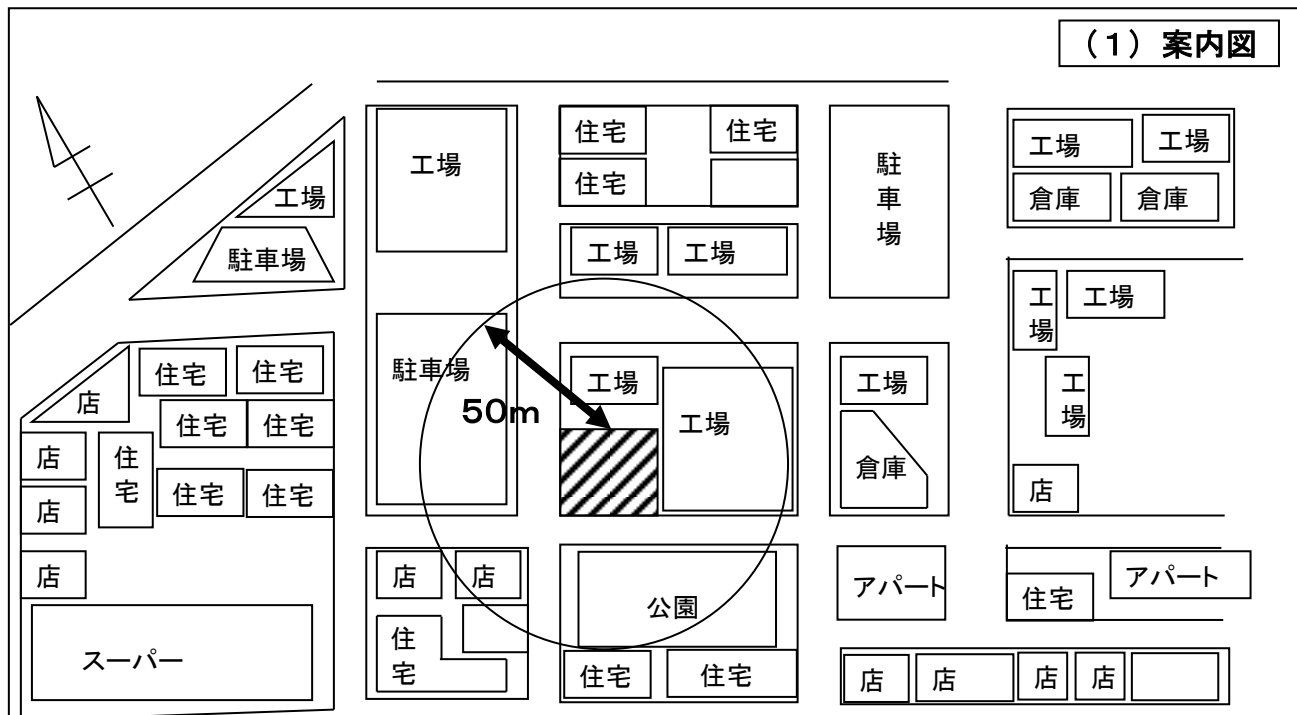 (1)案内図
工場
住宅
住宅
駐車場
工場
工場
工場
住宅
倉庫
倉庫
駐車場
工場
工場
工場
工場
駐車場
工場
工場
工場
店
住宅
住宅
50m
工場
倉庫
住宅
住宅
店
住宅
住宅
住宅
店
店
店
店
店
公園
アパート
住宅
アパート
スーパー
住宅
住宅
住宅
店
店
店
店